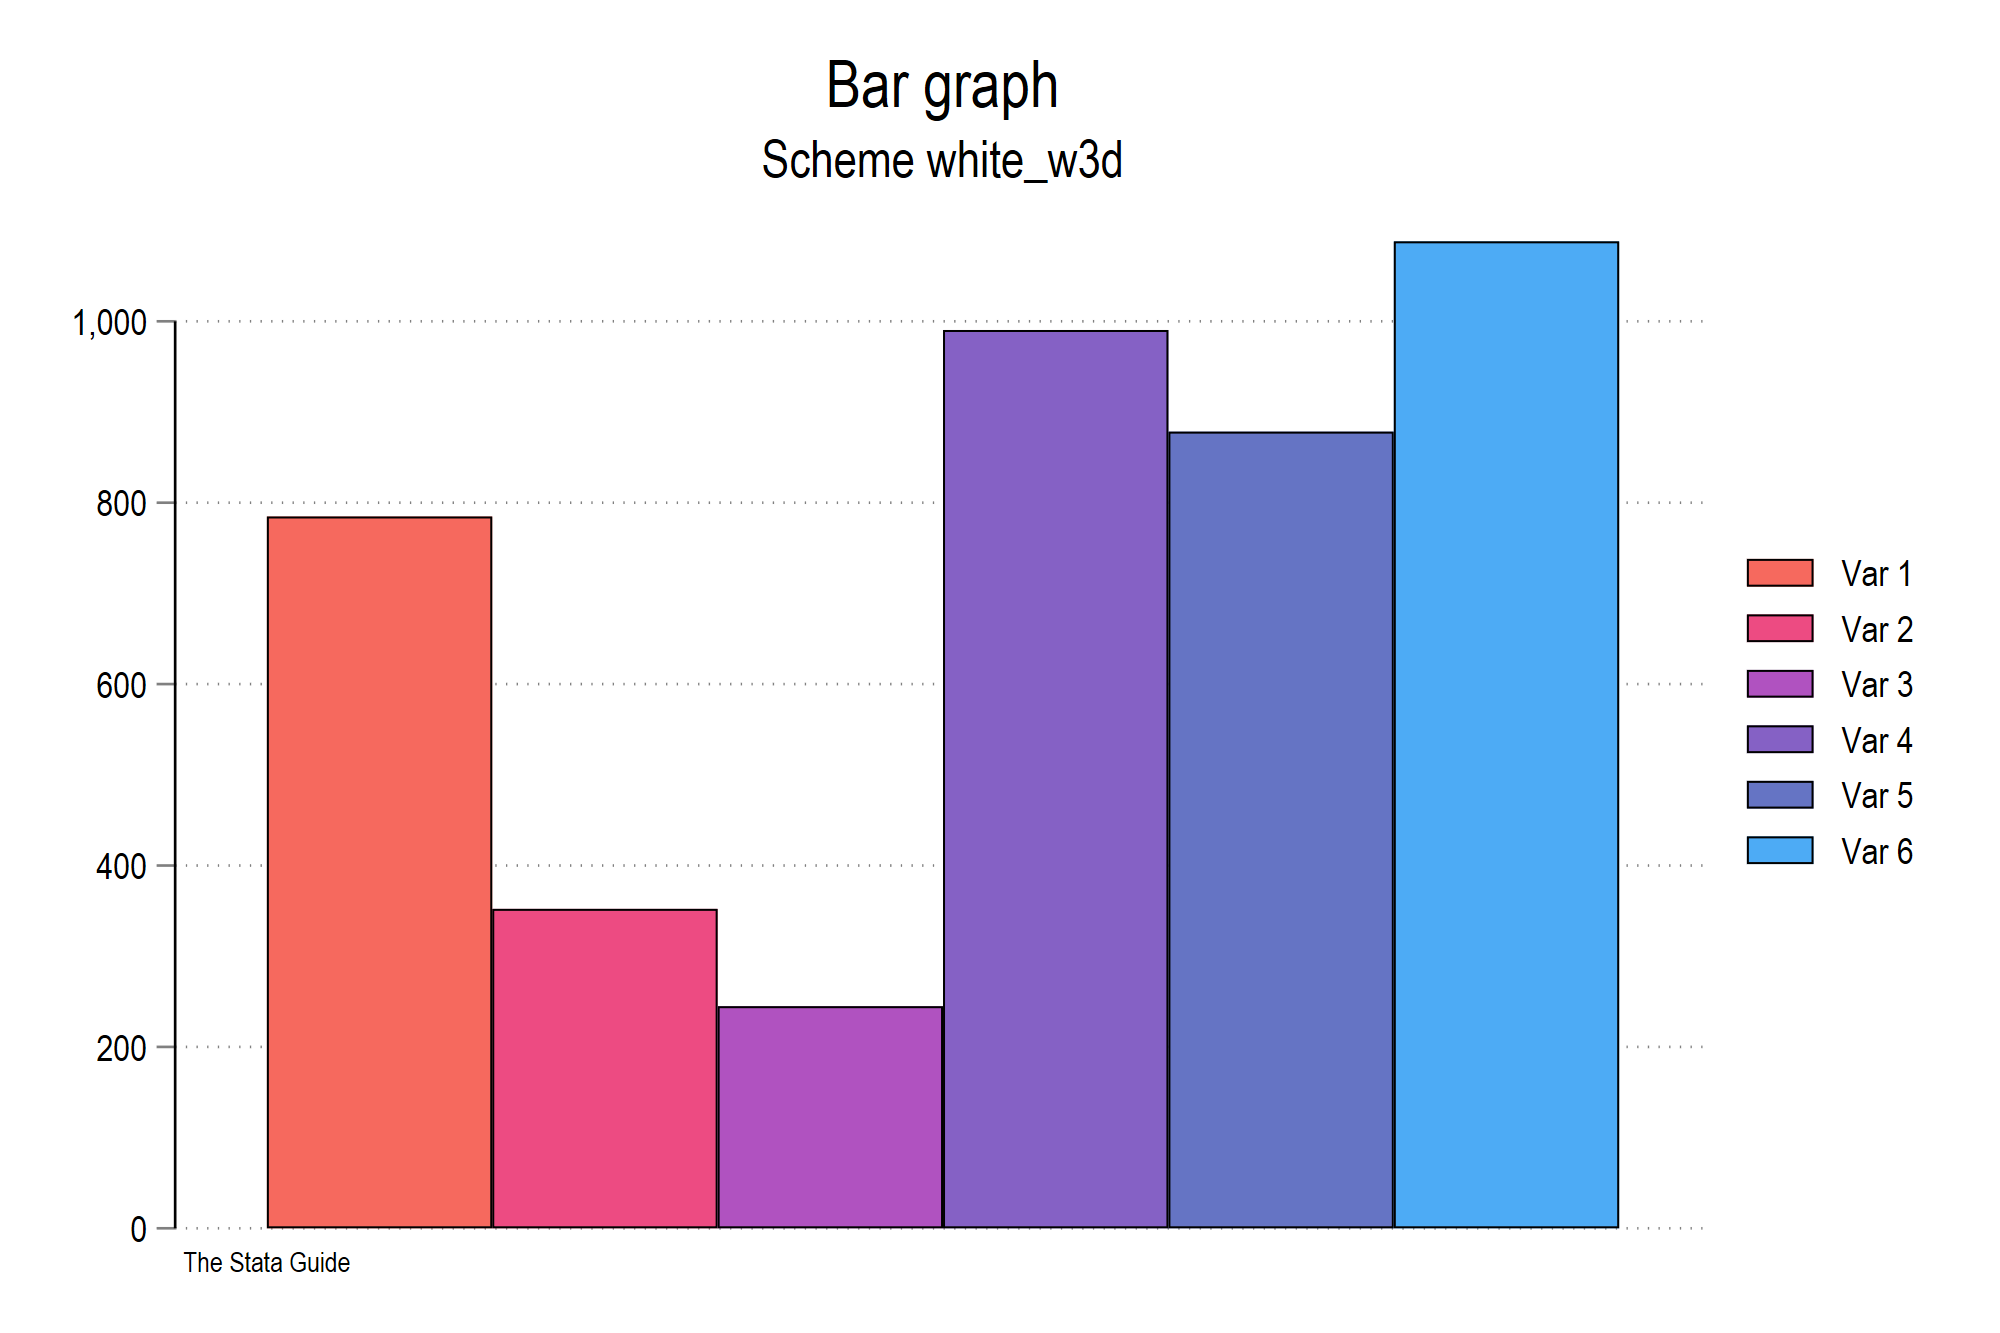 Bar graph
Scheme white_w3d
1,000
800
600
400
200
0
Var 1
Var 2
Var 3
Var 4
Var 5
Var 6
The Stata Guide